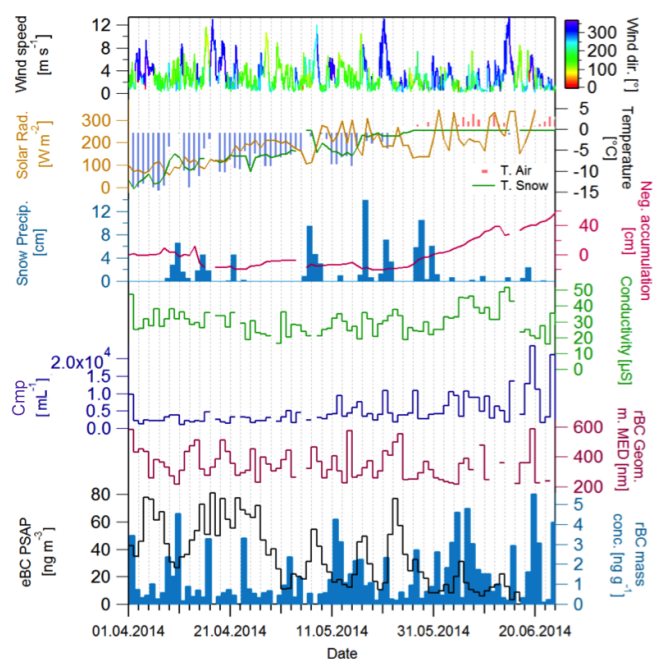 Wind speed
[m s⁻¹]
12
8
4
0
300
200
100
0
Wind dir. [°]
Solar Rad.
[W m⁻²]
300
200
100
0
5
0
-5
-10
-15
Temperature
[°C]
T. Air
T. Snow
Snow Precip.
[cm]
12
8
4
0
40
0
Neg. accumulation
[cm]
50
40
30
20
10
0
Conductivity [µS]
Cmp
[mL⁻¹]
2.0x10⁴
1.5
1.0
0.5
0.0
600
400
200
rBC Geom.
m. MED [nm]
eBC PSAP
[ng m⁻³]
80
60
40
20
0
5
4
3
2
1
0
rBC mass
conc. [ng g⁻¹]
01.04.2014
21.04.2014
11.05.2014
31.05.2014
20.06.2014
Date